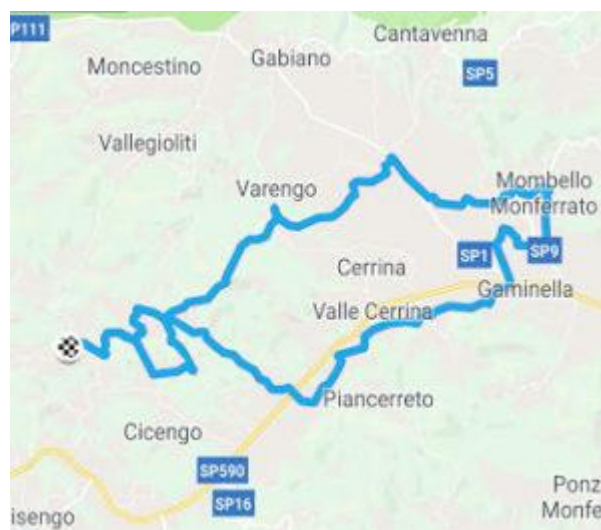 SP111
Cantavenna
Gabiano
Moncestino
SP5
Vallegioliti
Varengo
Mombello
Monferrato
SP1
SP9
Cerrina
Gaminella
Valle Cerrina
Piancerreto
Cicengo
SP590
SP16
Ponz
Monfe
isengo